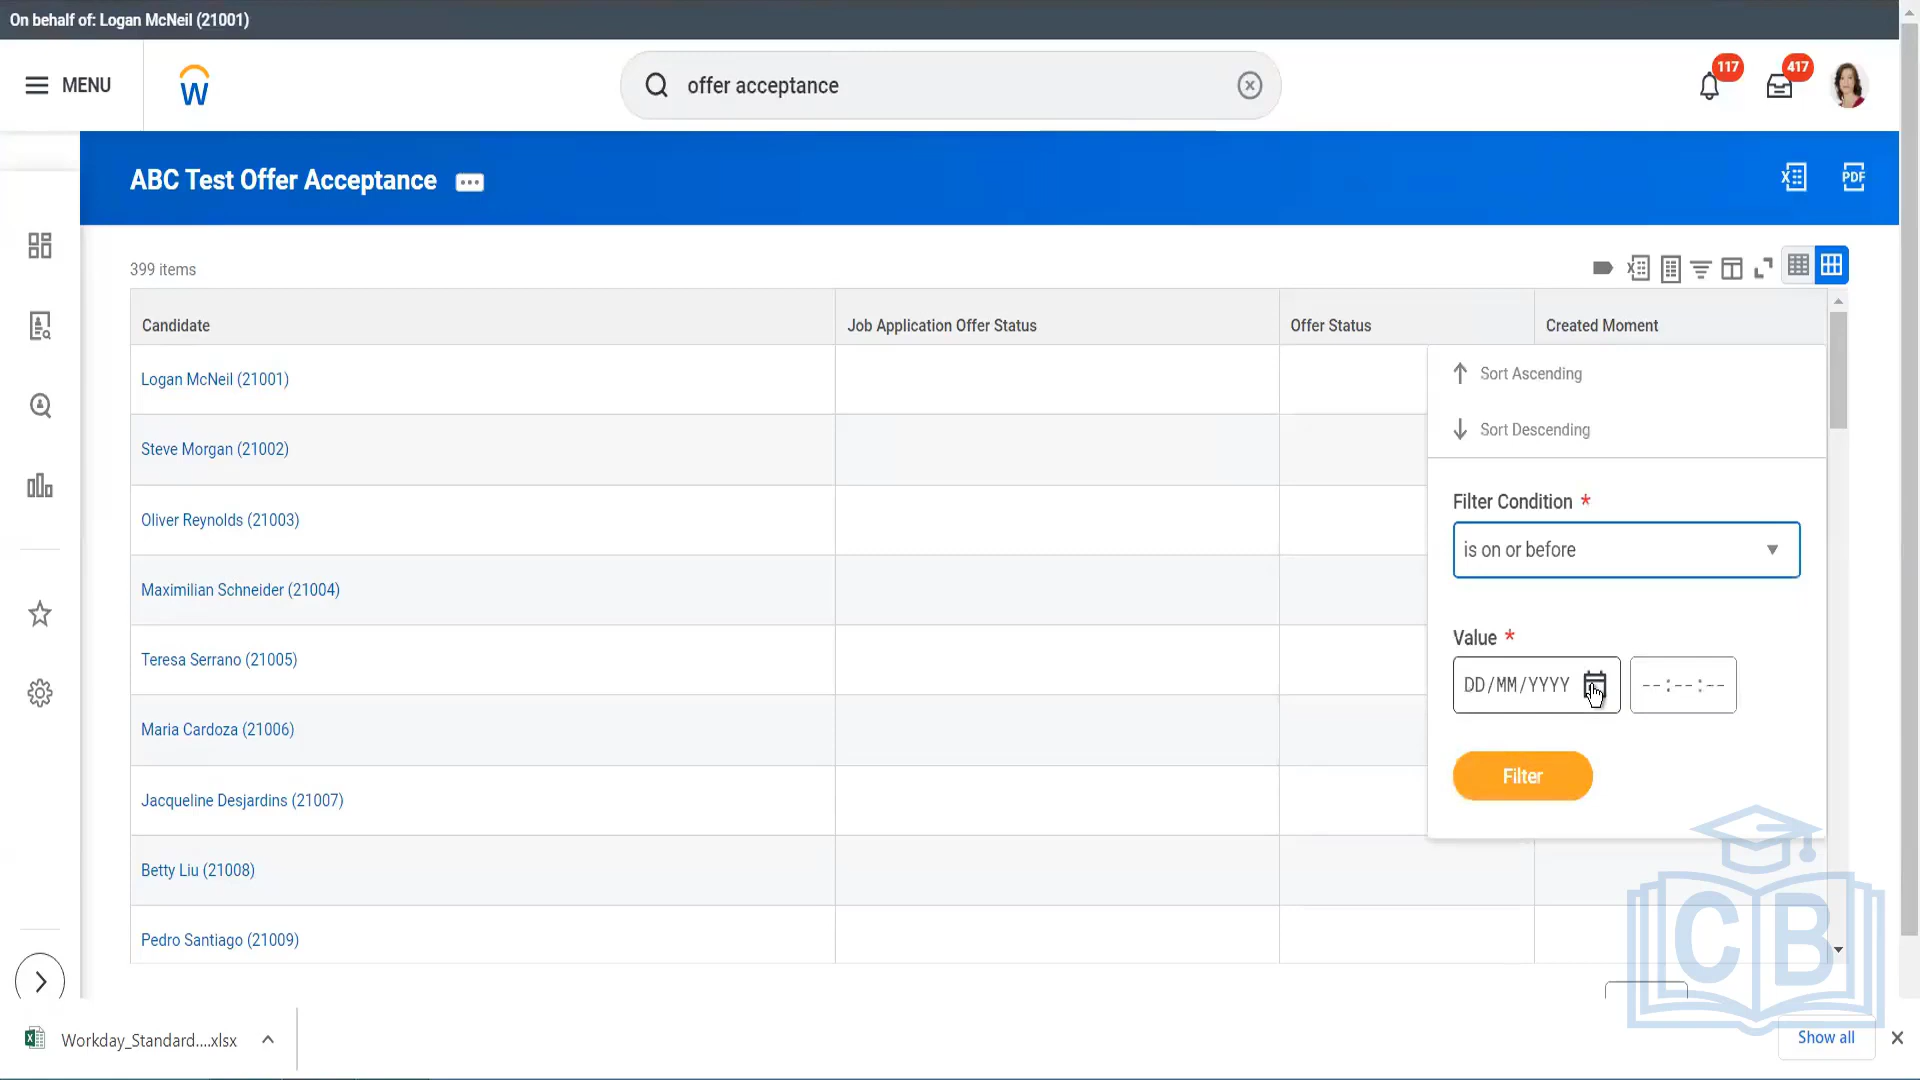 On behalf of: Logan McNeil (21001)
MENU
W
offer acceptance
117
417
ABC Test Offer Acceptance
X
PDF
399 items
X
Candidate
Job Application Offer Status
Offer Status
Created Moment
Logan McNeil (21001)
Steve Morgan (21002)
Oliver Reynolds (21003)
Maximilian Schneider (21004)
Teresa Serrano (21005)
Maria Cardoza (21006)
Jacqueline Desjardins (21007)
Betty Liu (21008)
Pedro Santiago (21009)
Sort Ascending
Sort Descending
Filter Condition *
is on or before
Value *
DD/MM/YYYY
--:--:--
Filter
CB
Workday_Standard....xlsx
Show all